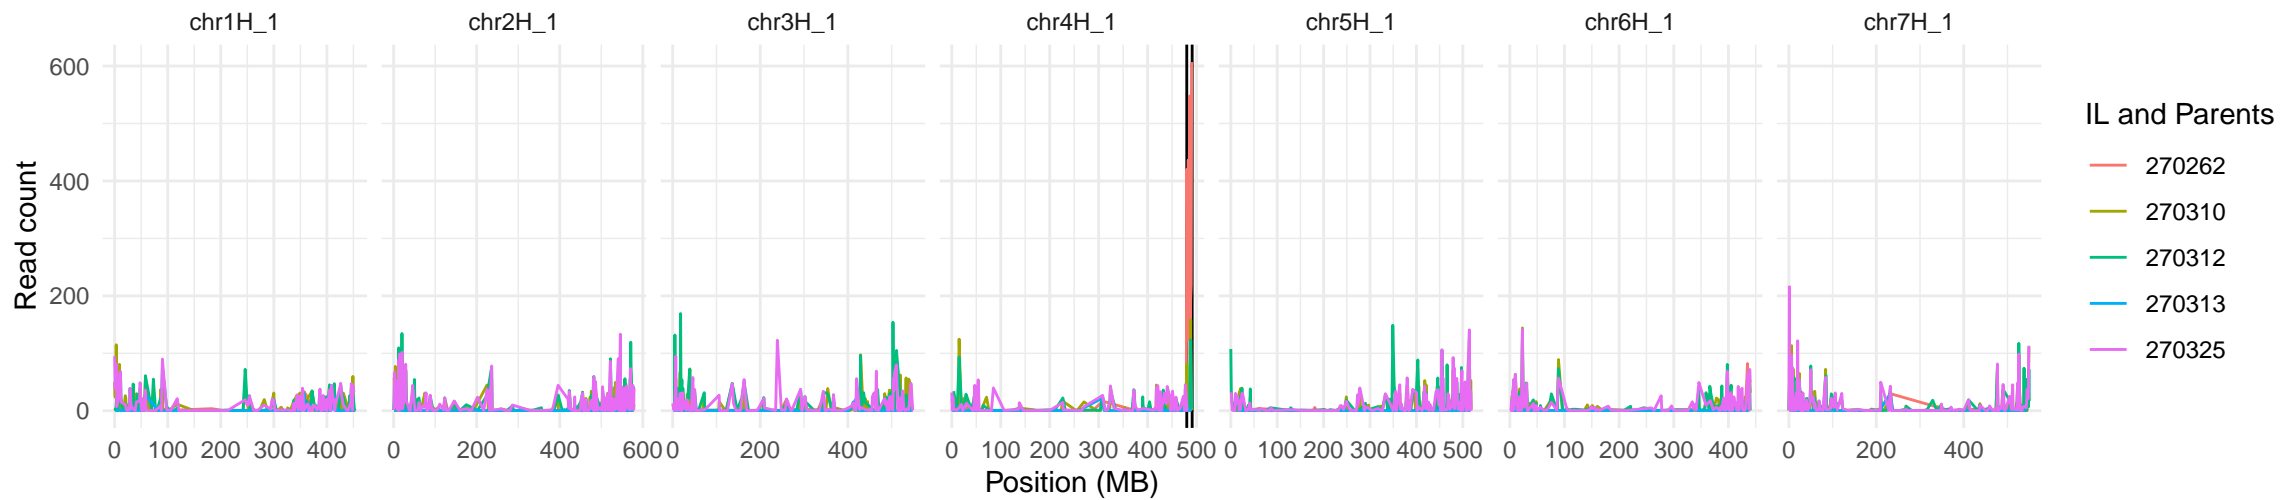 chr1H_1 chr2H_1 chr3H_1 chr4H_1 chr5H_1 chr6H_1 chr7H_1
600
400
200
0
Read count
0 100 200 300 400 0 200 400 600 0 200 400 0 100 200 300 400 500 0 100 200 300 400 500 0 100 200 300 400 0 200 400
Position (MB)
IL and Parents
270262
270310
270312
270313
270325